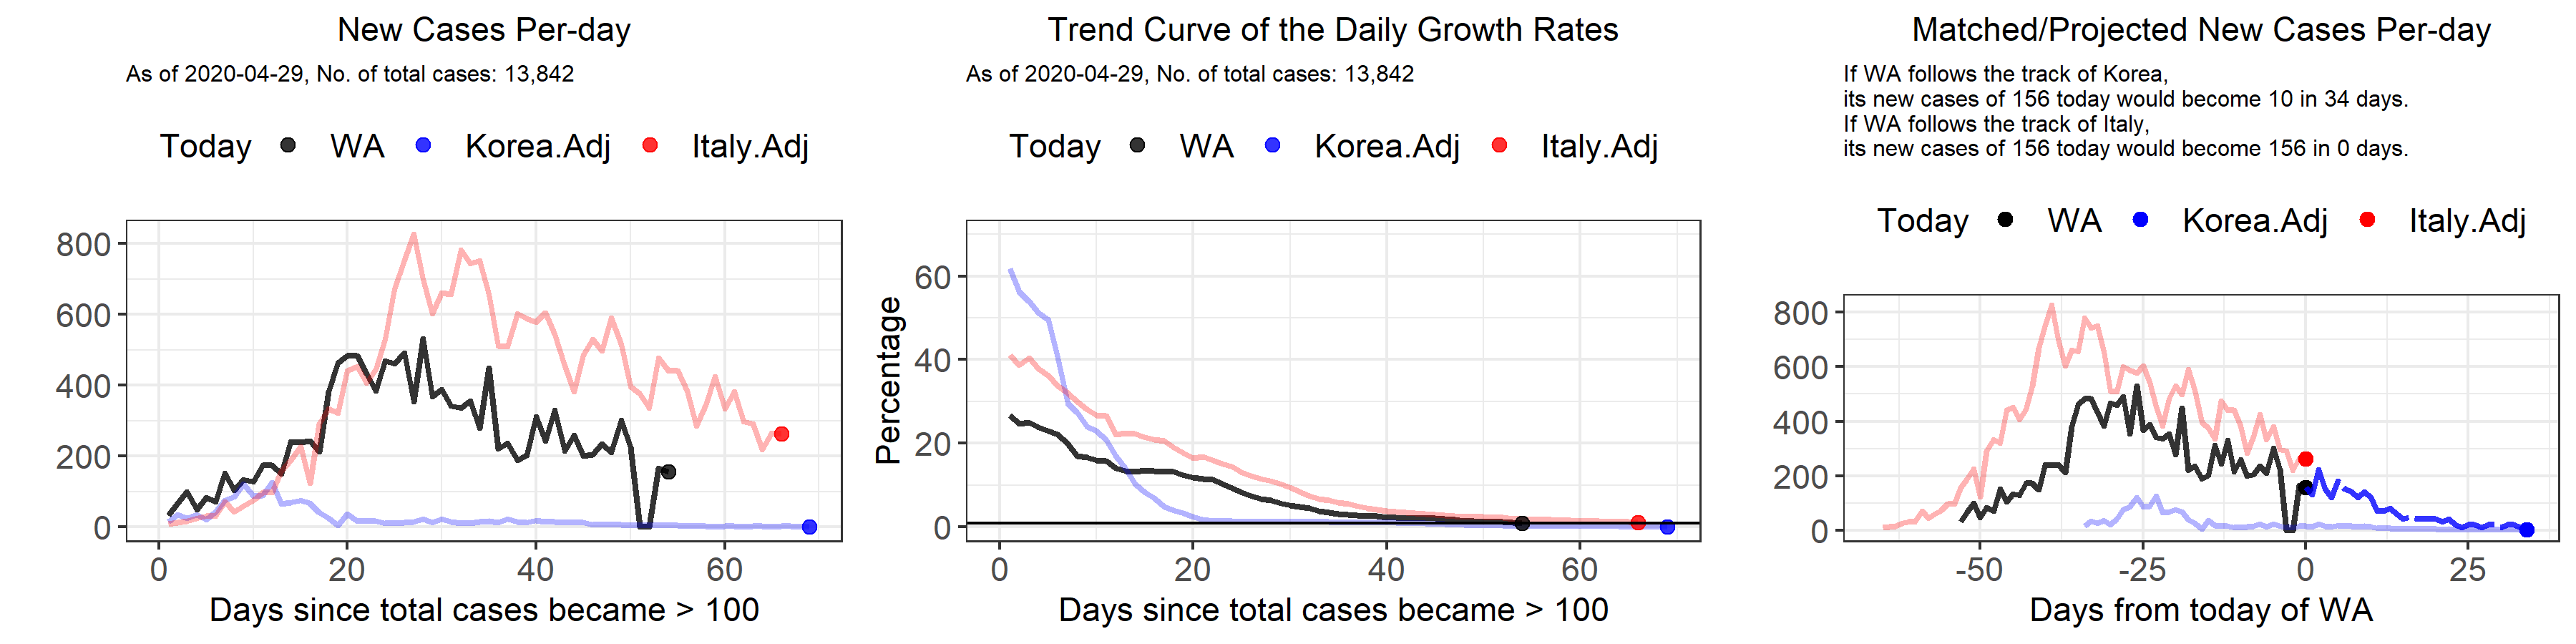 New Cases Per-day
As of 2020-04-29, No. of total cases: 13,842
Today WA Korea.Adj Italy.Adj
800
600
400
200
0
0 20 40 60
Days since total cases became > 100
Trend Curve of the Daily Growth Rates
As of 2020-04-29, No. of total cases: 13,842
Today WA Korea.Adj Italy.Adj
Percentage
60
40
20
0
0 20 40 60
Days since total cases became > 100
Matched/Projected New Cases Per-day
If WA follows the track of Korea,
its new cases of 156 today would become 10 in 34 days.
If WA follows the track of Italy,
its new cases of 156 today would become 156 in 0 days.
Today WA Korea.Adj Italy.Adj
800
600
400
200
0
-50 -25 0 25
Days from today of WA